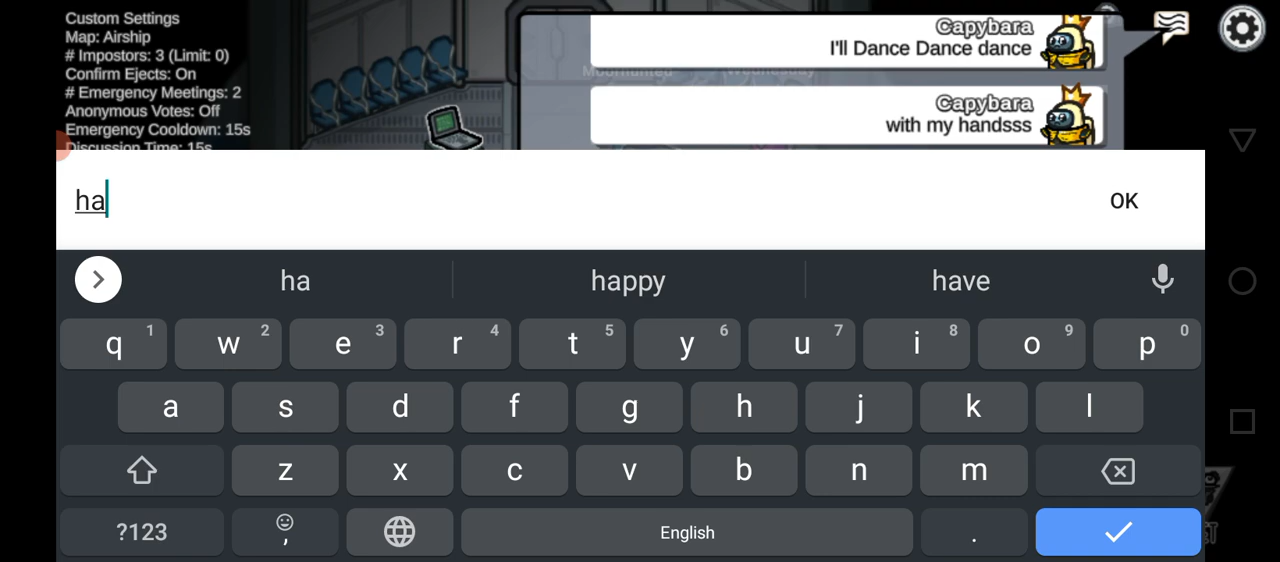 Custom Settings
Map: Airship
# Impostors: 3 (Limit: 0)
Confirm Ejects: On
# Emergency Meetings: 2
Anonymous Votes: Off
Emergency Cooldown: 15s
Discussion Time: 15s
Capybara
I'll Dance Dance dance
Moonhunted Wednesday
Capybara
with my handsss
ha
OK
ha happy have
q 1 w 2 e 3 r 4 t 5 y 6 u 7 i 8 o 9 p 0
a s d f g h j k l
z x c v b n m
?123 , English .